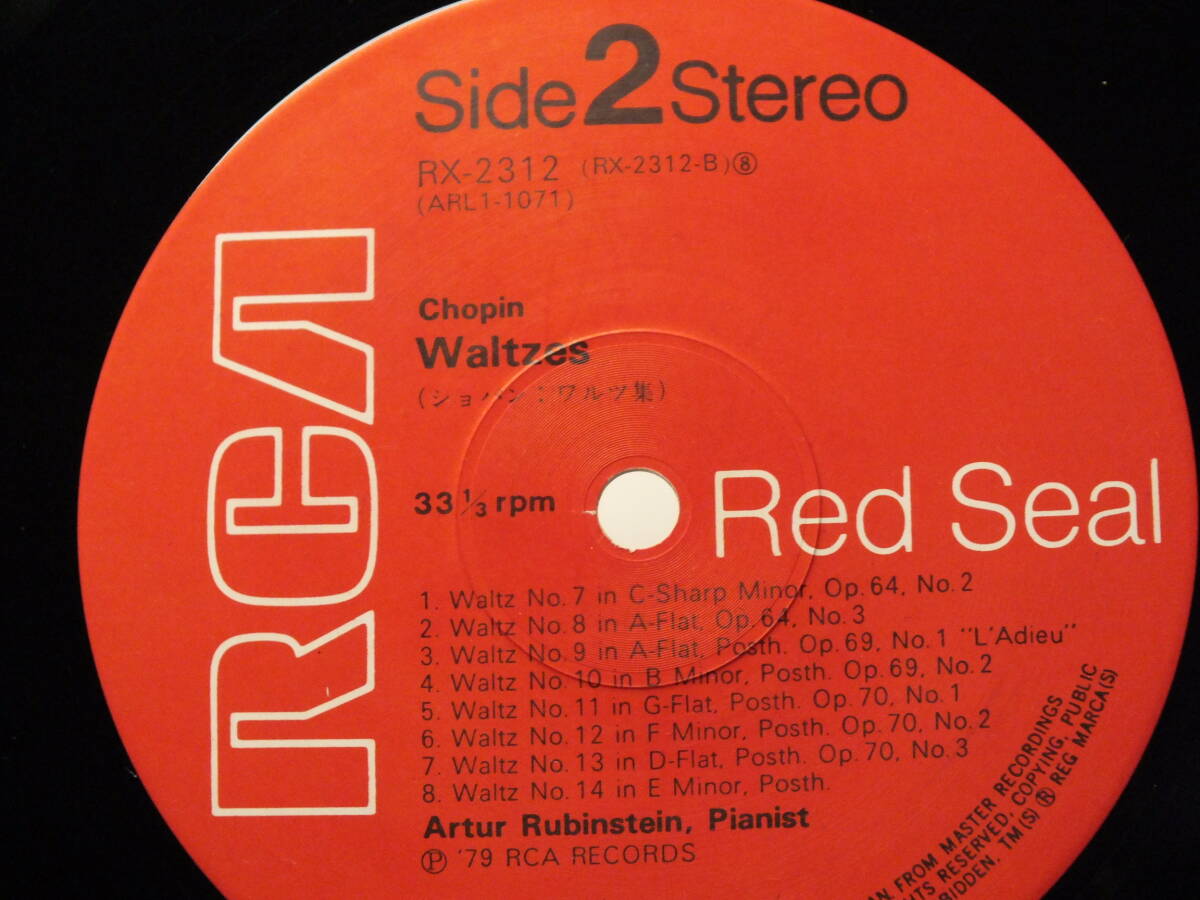 Side 2 Stereo
RX-2312 (RX-2312-B) ⑧
(ARL1-1071)
RCA
Chopin
Waltzes
(ショパン：ワルツ集)
33 1/3 rpm
Red Seal
1. Waltz No. 7 in C-Sharp Minor, Op. 64, No. 2
2. Waltz No. 8 in A-Flat, Op. 64, No. 3
3. Waltz No. 9 in A-Flat, Posth. Op. 69, No. 1 "L'Adieu"
4. Waltz No. 10 in B Minor, Posth. Op. 69, No. 2
5. Waltz No. 11 in G-Flat, Posth. Op. 70, No. 1
6. Waltz No. 12 in F Minor, Posth. Op. 70, No. 2
7. Waltz No. 13 in D-Flat, Posth. Op. 70, No. 3
8. Waltz No. 14 in E Minor, Posth.
Artur Rubinstein, Pianist
Ⓟ '79 RCA RECORDS
FROM MASTER RECORDINGS
RESERVED, COPYING, PUBLIC
TM(S) ® REG MARCA(S)